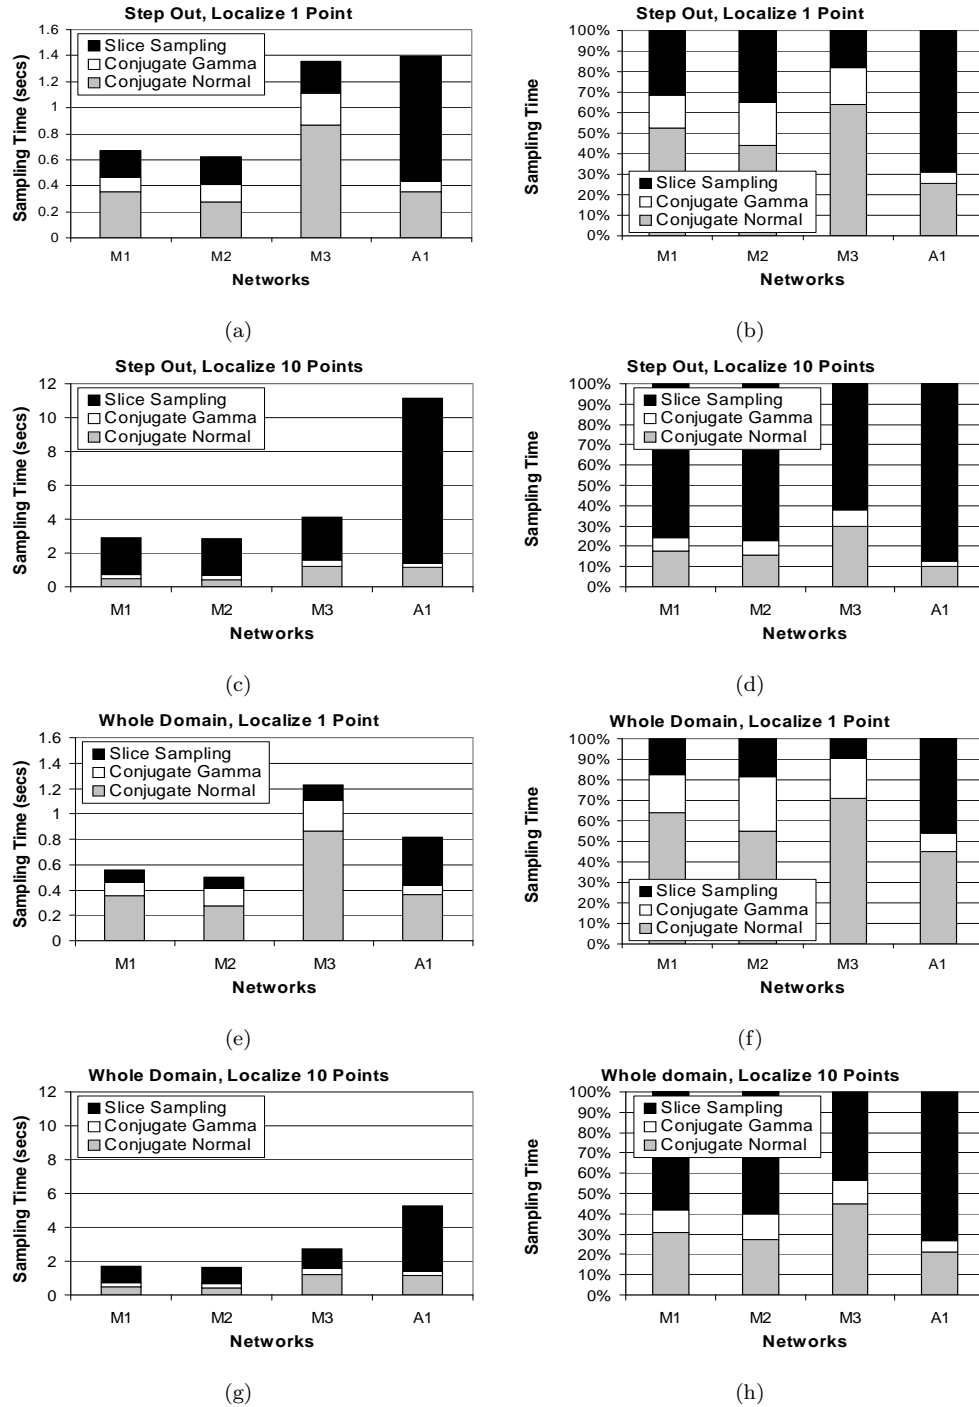 Step Out, Localize 1 Point
Sampling Time (secs)
1.6
1.4
1.2
1
0.8
0.6
0.4
0.2
0
Slice Sampling
Conjugate Gamma
Conjugate Normal
M1 M2 M3 A1
Networks
(a)
Step Out, Localize 1 Point
Sampling Time
100%
90%
80%
70%
60%
50%
40%
30%
20%
10%
0%
Slice Sampling
Conjugate Gamma
Conjugate Normal
M1 M2 M3 A1
Networks
(b)
Step Out, Localize 10 Points
Sampling Time (secs)
12
10
8
6
4
2
0
Slice Sampling
Conjugate Gamma
Conjugate Normal
M1 M2 M3 A1
Networks
(c)
Step Out, Localize 10 Points
Sampling Time
100%
90%
80%
70%
60%
50%
40%
30%
20%
10%
0%
Slice Sampling
Conjugate Gamma
Conjugate Normal
M1 M2 M3 A1
Networks
(d)
Whole Domain, Localize 1 Point
Sampling Time (secs)
1.6
1.4
1.2
1
0.8
0.6
0.4
0.2
0
Slice Sampling
Conjugate Gamma
Conjugate Normal
M1 M2 M3 A1
Networks
(e)
Whole Domain, Localize 1 Point
Sampling Time
100%
90%
80%
70%
60%
50%
40%
30%
20%
10%
0%
Slice Sampling
Conjugate Gamma
Conjugate Normal
M1 M2 M3 A1
Networks
(f)
Whole Domain, Localize 10 Points
Sampling Time (secs)
12
10
8
6
4
2
0
Slice Sampling
Conjugate Gamma
Conjugate Normal
M1 M2 M3 A1
Networks
(g)
Whole domain, Localize 10 Points
Sampling Time
100%
90%
80%
70%
60%
50%
40%
30%
20%
10%
0%
Slice Sampling
Conjugate Gamma
Conjugate Normal
M1 M2 M3 A1
Networks
(h)